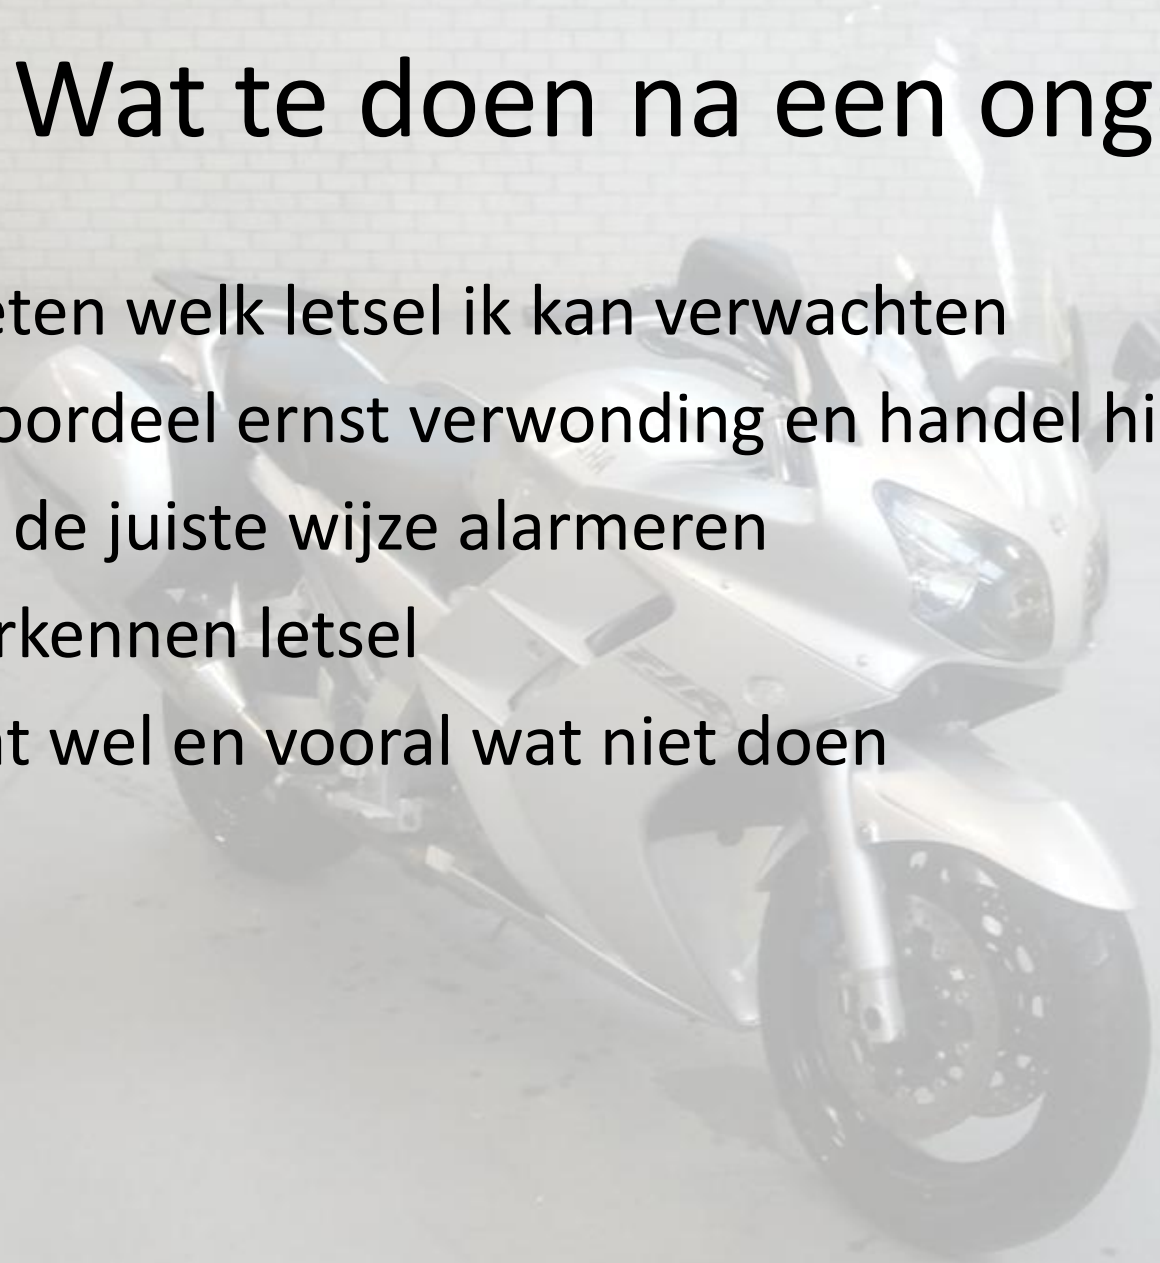 Wat te doen na een ong
eten welk letsel ik kan verwachten
oordeel ernst verwonding en handel hi
de juiste wijze alarmeren
rkennen letsel
at wel en vooral wat niet doen